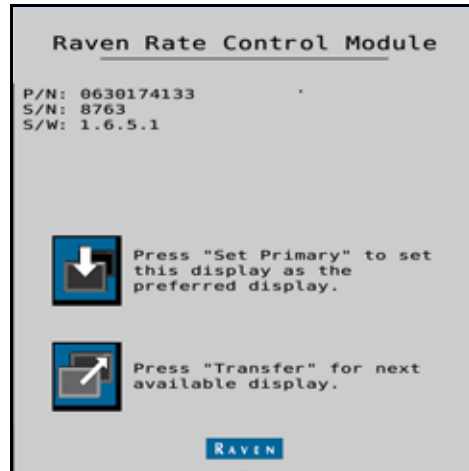 Raven Rate Control Module
P/N: 0630174133
S/N: 8763
S/W: 1.6.5.1
Press "Set Primary" to set
this display as the
preferred display.
Press "Transfer" for next
available display.
RAVEN